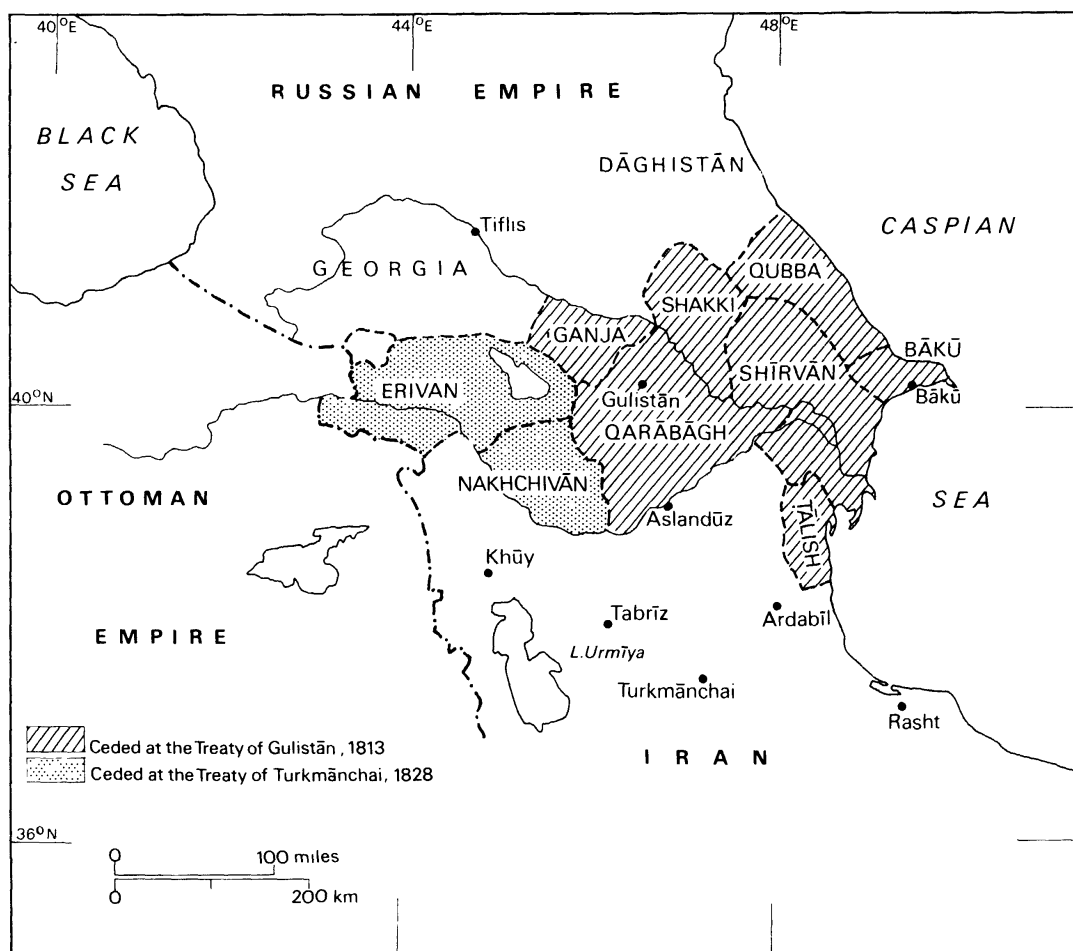 40°E
44°E
48°E
RUSSIAN EMPIRE
BLACK
SEA
DĀGHISTĀN
CASPIAN
Tiflis
GEORGIA
QUBBA
SHAKKI
GANJA
BĀKŪ
SHĪRVĀN
ERIVAN
Bākū
40°N
Gulistān
QARĀBĀGH
NAKHCHIVĀN
OTTOMAN
SEA
Aslandūz
TĀLISH
Khūy
Tabrīz
Ardabīl
EMPIRE
L.Urmīya
Turkmānchai
Rasht
Ceded at the Treaty of Gulistān, 1813
IRAN
Ceded at the Treaty of Turkmānchai, 1828
36°N
0 100 miles
0 200 km